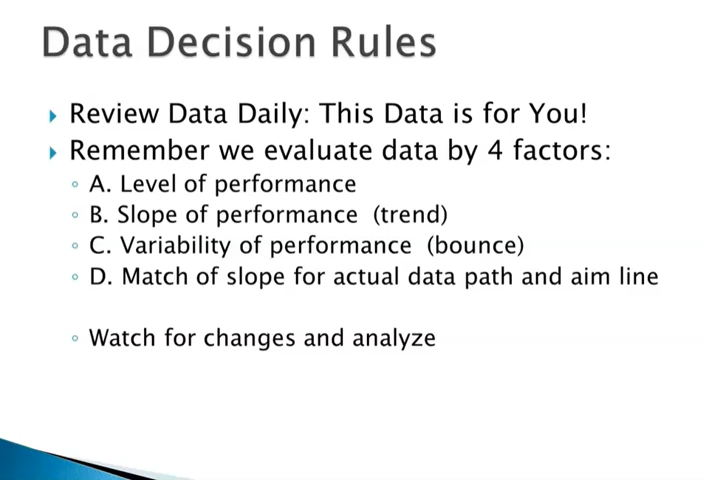 Data Decision Rules
Review Data Daily: This Data is for You!
Remember we evaluate data by 4 factors:
A. Level of performance
B. Slope of performance (trend)
C. Variability of performance (bounce)
D. Match of slope for actual data path and aim line
Watch for changes and analyze